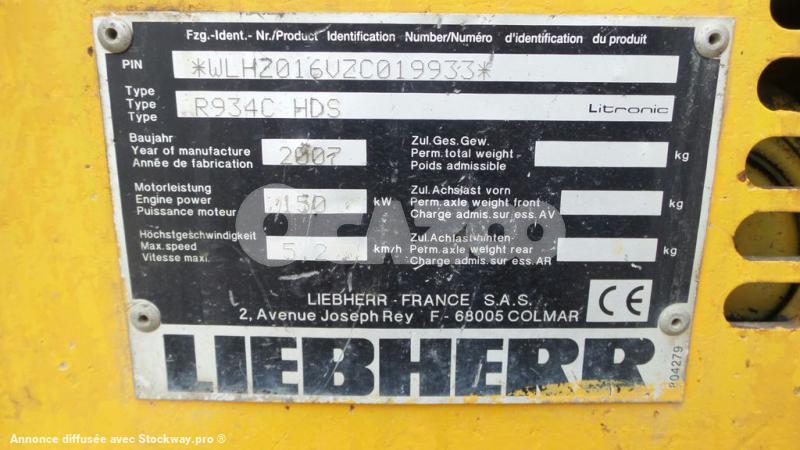 Fzg.-Ident.- Nr./Product Identification Number/Numéro d'identification du produit
PIN *WLHZ016VZC019933*
Type
Type R934C HDS Litronic
Type
Baujahr
Year of manufacture 2007
Année de fabrication
Zul.Ges.Gew.
Perm.total weight kg
Poids admissible
Motorleistung
Engine power 150 kW
Puissance moteur
Zul.Achslast vorn
Perm.axle weight front kg
Charge admis.sur ess.AV
Höchstgeschwindigkeit
Max.speed 5,2 km/h
Vitesse maxi.
Zul.Achslast hinten
Perm.axle weight rear kg
Charge admis.sur ess.AR
OCAZOO
LIEBHERR - FRANCE S.A.S.
2, Avenue Joseph Rey F - 68005 COLMAR
CE
LIEBHERR
P04279
Annonce diffusée avec Stockway.pro ®